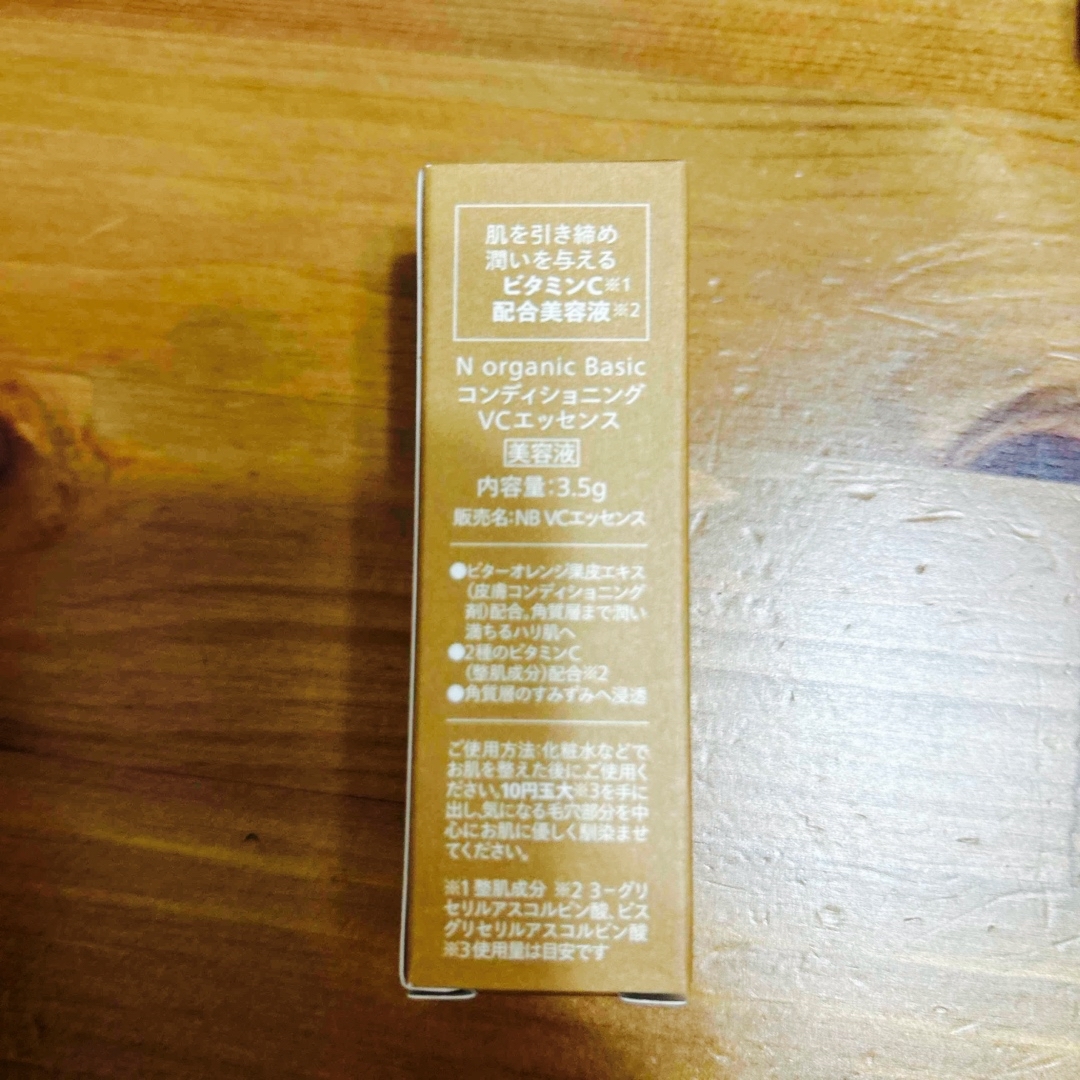 肌を引き締め
潤いを与える
ビタミンC※1
配合美容液※2
N organic Basic
コンディショニング
VCエッセンス
美容液
内容量:3.5g
販売名:NB VCエッセンス
●ビターオレンジ果皮エキス
(皮膚コンディショニング
剤)配合。角質層まで潤い
満ちるハリ肌へ
●2種のビタミンC
(整肌成分)配合※2
●角質層のすみずみへ浸透
ご使用方法:化粧水などで
お肌を整えた後に、ご使用く
ださい。10円玉大※3を手に
出し、気になる毛穴部分を中
心にお肌に優しく馴染ませ
てください。
※1 整肌成分 ※2 3-グリ
セリルアスコルビン酸、ビス
グリセリルアスコルビン酸
※3 使用量は目安です